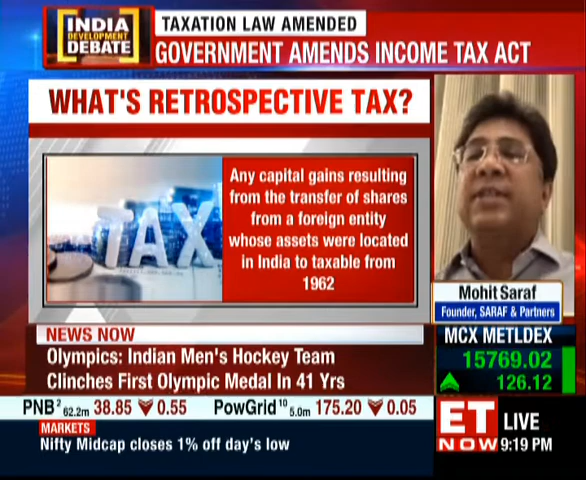 INDIA
DEVELOPMENT
DEBATE
TAXATION LAW AMENDED
GOVERNMENT AMENDS INCOME TAX ACT
WHAT'S RETROSPECTIVE TAX?
TAX
Any capital gains resulting
from the transfer of shares
from a foreign entity
whose assets were located
in India to taxable from
1962
Mohit Saraf
Founder, SARAF & Partners
NEWS NOW
Olympics: Indian Men's Hockey Team
Clinches First Olympic Medal In 41 Yrs
MCX METLDEX
15769.02
126.12
PNB² 62.2m 38.85 0.55 PowGrid¹⁰ 5.0m 175.20 0.05
MARKETS
Nifty Midcap closes 1% off day's low
ET
NOW
LIVE
9:19 PM